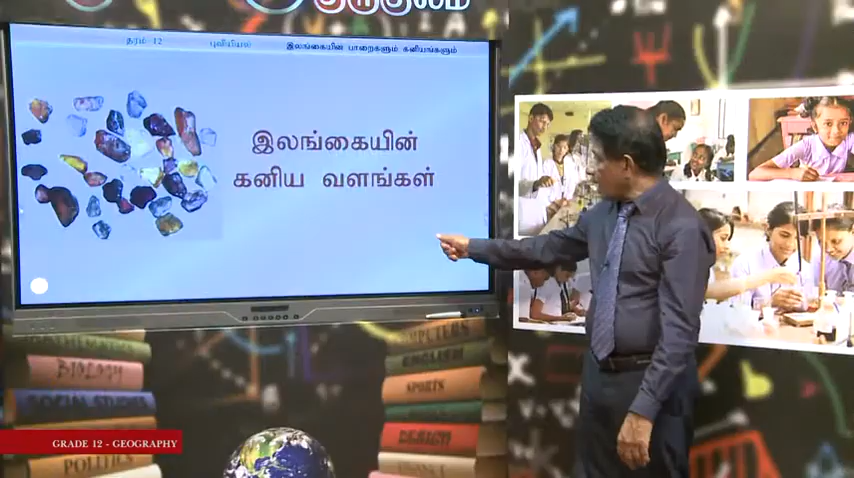 குருகுலம்
தரம் 12 புவியியல் இலங்கையின் பாறைகளும் கனியங்களும்
இலங்கையின்
கனிய வளங்கள்
COMPUTERS
ENGLISH
SPORTS
BIOLOGY
SOCIAL STUDIES
POLITICS
GRADE 12 - GEOGRAPHY